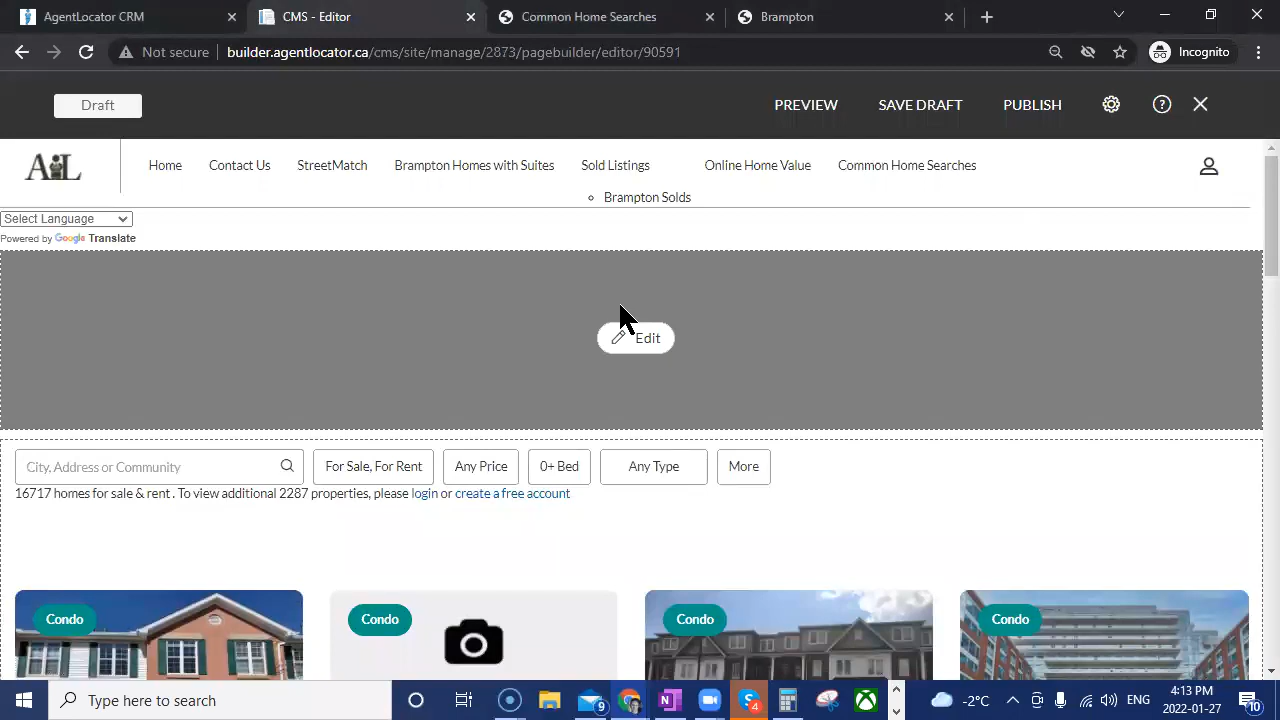 AgentLocator CRM
CMS - Editor
Common Home Searches
Brampton
Not secure
builder.agentlocator.ca/cms/site/manage/2873/pagebuilder/editor/90591
Incognito
Draft
PREVIEW
SAVE DRAFT
PUBLISH
AiL
Home
Contact Us
StreetMatch
Brampton Homes with Suites
Sold Listings
Online Home Value
Common Home Searches
Brampton Solds
Select Language
Powered by Google Translate
Edit
City, Address or Community
For Sale, For Rent
Any Price
0+ Bed
Any Type
More
16717 homes for sale & rent . To view additional 2287 properties, please login or create a free account
Condo
Condo
Condo
Condo
Type here to search
9
4
-2°C
ENG
4:13 PM
2022-01-27
10